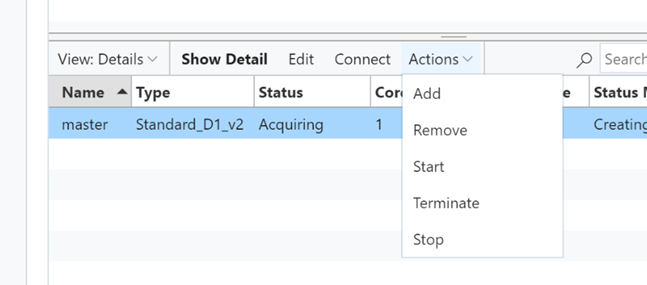 View: Details Show Detail Edit Connect Actions Search
Name Type Status Cor e Status M
master Standard_D1_v2 Acquiring 1 Creating
Add
Remove
Start
Terminate
Stop